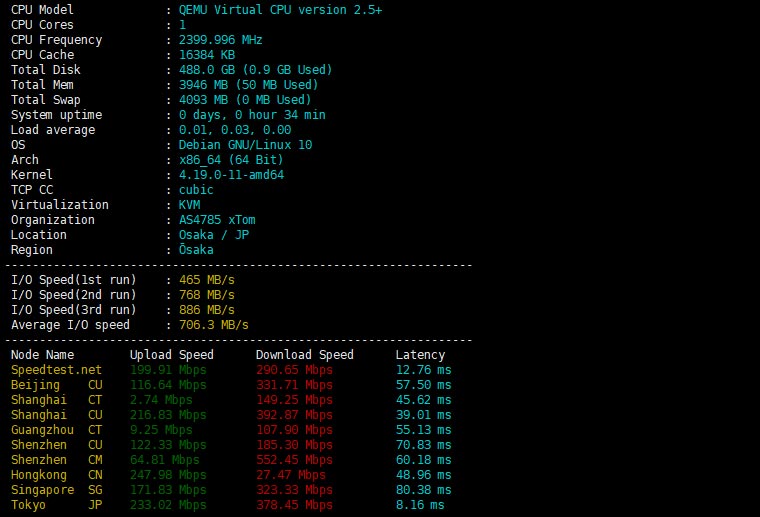 CPU Model : QEMU Virtual CPU version 2.5+
CPU Cores : 1
CPU Frequency : 2399.996 MHz
CPU Cache : 16384 KB
Total Disk : 488.0 GB (0.9 GB Used)
Total Mem : 3946 MB (50 MB Used)
Total Swap : 4093 MB (0 MB Used)
System uptime : 0 days, 0 hour 34 min
Load average : 0.01, 0.03, 0.00
OS : Debian GNU/Linux 10
Arch : x86_64 (64 Bit)
Kernel : 4.19.0-11-amd64
TCP CC : cubic
Virtualization : KVM
Organization : AS4785 xTom
Location : Osaka / JP
Region : Ōsaka
----------------------------------------------------------------------
I/O Speed(1st run) : 465 MB/s
I/O Speed(2nd run) : 768 MB/s
I/O Speed(3rd run) : 886 MB/s
Average I/O speed : 706.3 MB/s
----------------------------------------------------------------------
Node Name Upload Speed Download Speed Latency
Speedtest.net 199.91 Mbps 290.65 Mbps 12.76 ms
Beijing CU 116.64 Mbps 331.71 Mbps 57.50 ms
Shanghai CT 2.74 Mbps 149.25 Mbps 45.62 ms
Shanghai CU 216.83 Mbps 392.87 Mbps 39.01 ms
Guangzhou CT 9.25 Mbps 107.90 Mbps 55.13 ms
Shenzhen CU 122.33 Mbps 185.30 Mbps 70.83 ms
Shenzhen CM 64.81 Mbps 552.45 Mbps 60.18 ms
Hongkong CN 247.98 Mbps 27.47 Mbps 48.96 ms
Singapore SG 171.83 Mbps 323.33 Mbps 80.38 ms
Tokyo JP 233.02 Mbps 378.45 Mbps 8.16 ms